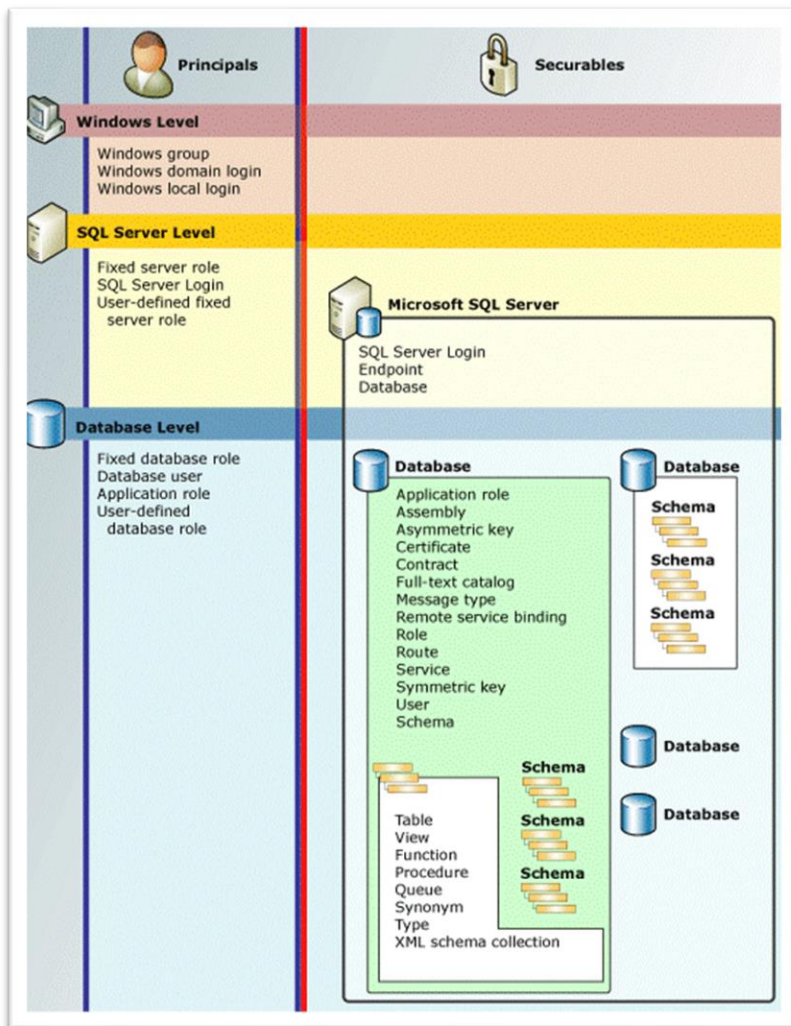 Principals
Securables
Windows Level
Windows group
Windows domain login
Windows local login
SQL Server Level
Fixed server role
SQL Server Login
User-defined fixed
server role
Microsoft SQL Server
SQL Server Login
Endpoint
Database
Database Level
Fixed database role
Database user
Application role
User-defined
database role
Database
Application role
Assembly
Asymmetric key
Certificate
Contract
Full-text catalog
Message type
Remote service binding
Role
Route
Service
Symmetric key
User
Schema
Table
View
Function
Procedure
Queue
Synonym
Type
XML schema collection
Schema
Schema
Schema
Database
Schema
Schema
Schema
Database
Database